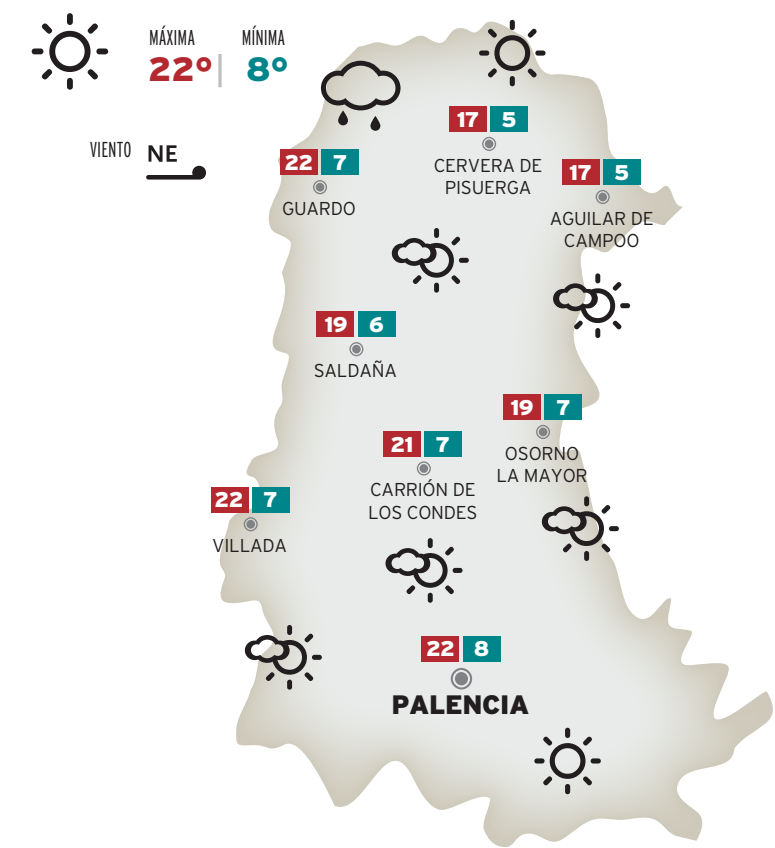 MÁXIMA MÍNIMA
22° 8°
VIENTO NE
17 5
CERVERA DE
PISUERGA
22 7
GUARDO
17 5
AGUILAR DE
CAMPOO
19 6
SALDAÑA
19 7
OSORNO
LA MAYOR
21 7
CARRIÓN DE
LOS CONDES
22 7
VILLADA
22 8
PALENCIA